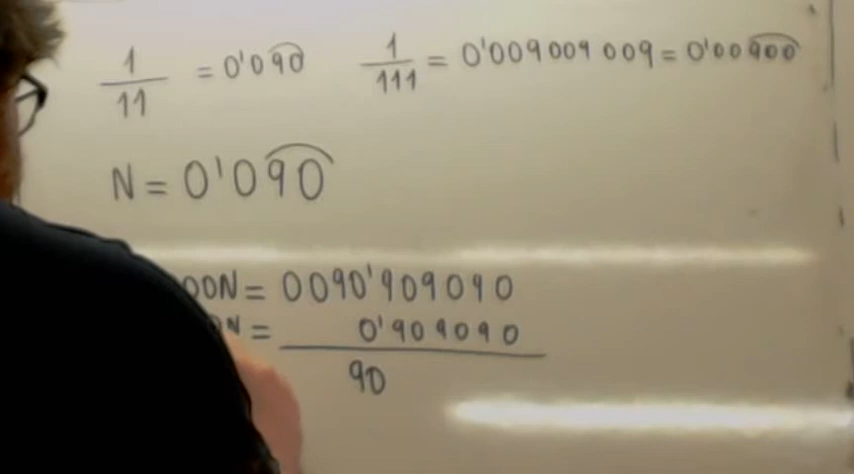 1/11 = 0'090 1/111 = 0'009009009 = 0'00900
N = 0'090
00N = 0090'909090
N = 0'909090
90